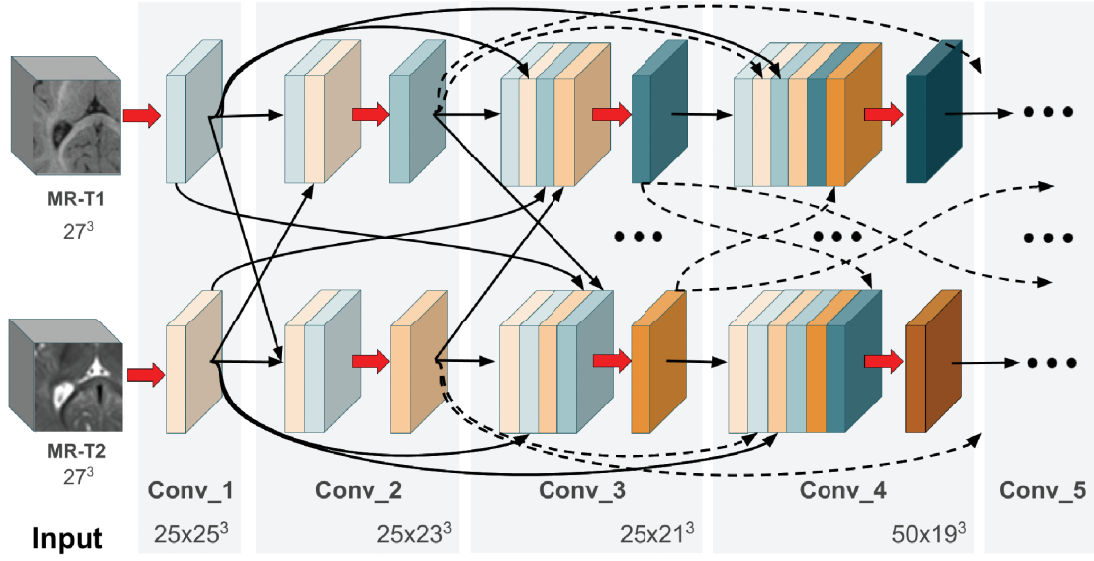 MR-T1
27³
MR-T2
27³
Conv_1 Conv_2 Conv_3 Conv_4 Conv_5
Input 25x25³ 25x23³ 25x21³ 50x19³